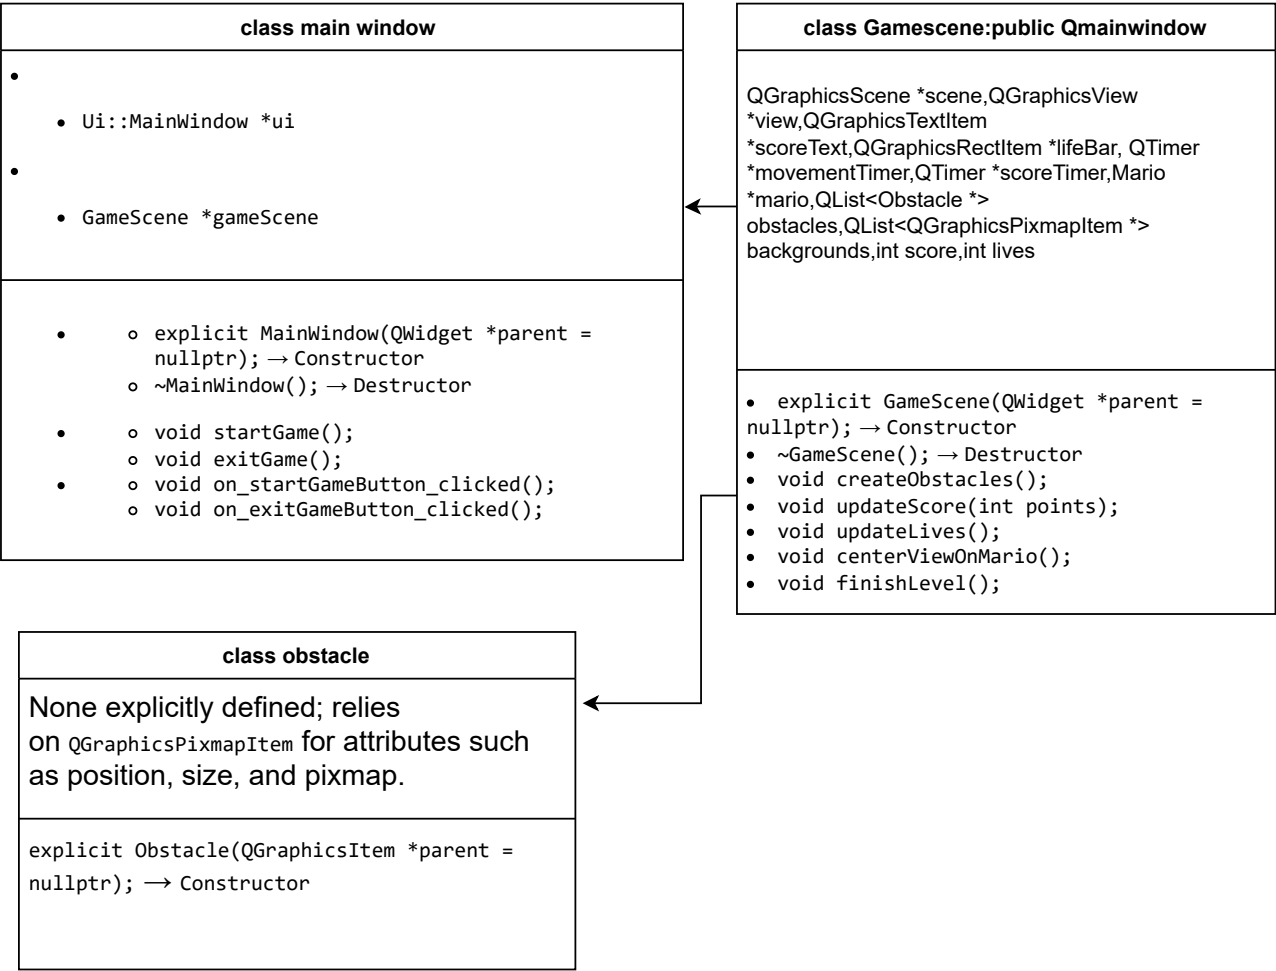 class main window
Ui::MainWindow *ui
GameScene *gameScene
explicit MainWindow(QWidget *parent =
nullptr); → Constructor
~MainWindow(); → Destructor
void startGame();
void exitGame();
void on_startGameButton_clicked();
void on_exitGameButton_clicked();
class Gamescene:public Qmainwindow
QGraphicsScene *scene,QGraphicsView
*view,QGraphicsTextItem
*scoreText,QGraphicsRectItem *lifeBar, QTimer
*movementTimer,QTimer *scoreTimer,Mario
*mario,QList<Obstacle *>
obstacles,QList<QGraphicsPixmapItem *>
backgrounds,int score,int lives
explicit GameScene(QWidget *parent =
nullptr); → Constructor
~GameScene(); → Destructor
void createObstacles();
void updateScore(int points);
void updateLives();
void centerViewOnMario();
void finishLevel();
class obstacle
None explicitly defined; relies
on QGraphicsPixmapItem for attributes such
as position, size, and pixmap.
explicit Obstacle(QGraphicsItem *parent =
nullptr); → Constructor